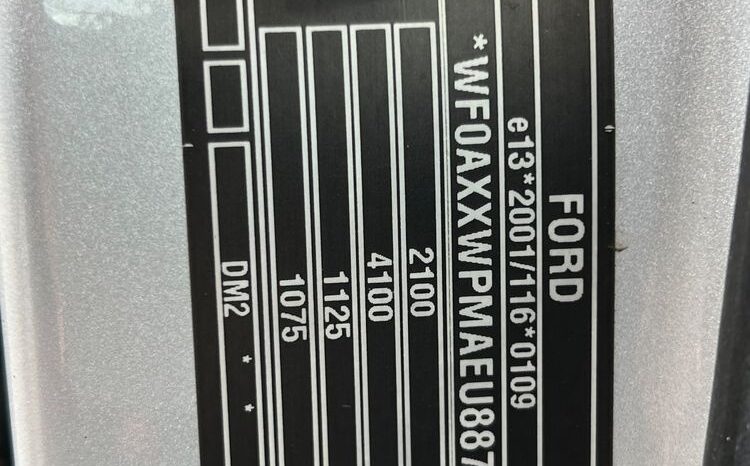 FORD
e13*2001/116*0109
*WF0AXXWPMAEU887
2100
4100
1125
1075
DM2 * *